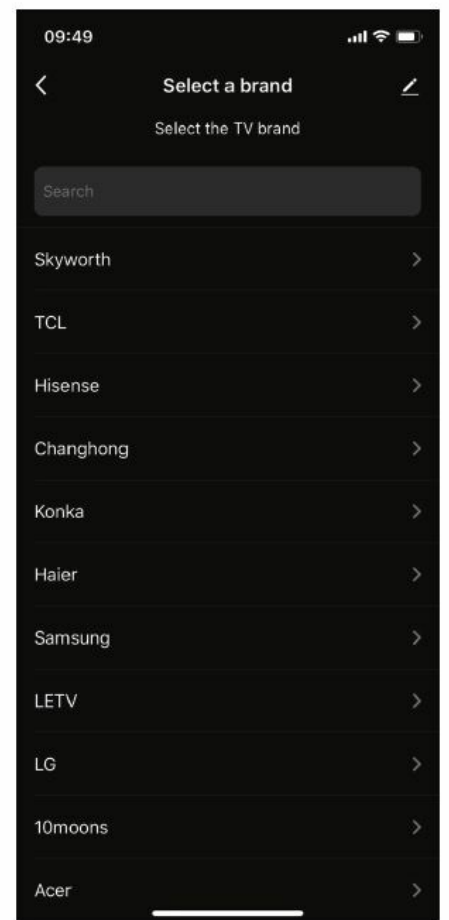 09:49
Select a brand
Select the TV brand
Search
Skyworth
TCL
Hisense
Changhong
Konka
Haier
Samsung
LETV
LG
10moons
Acer